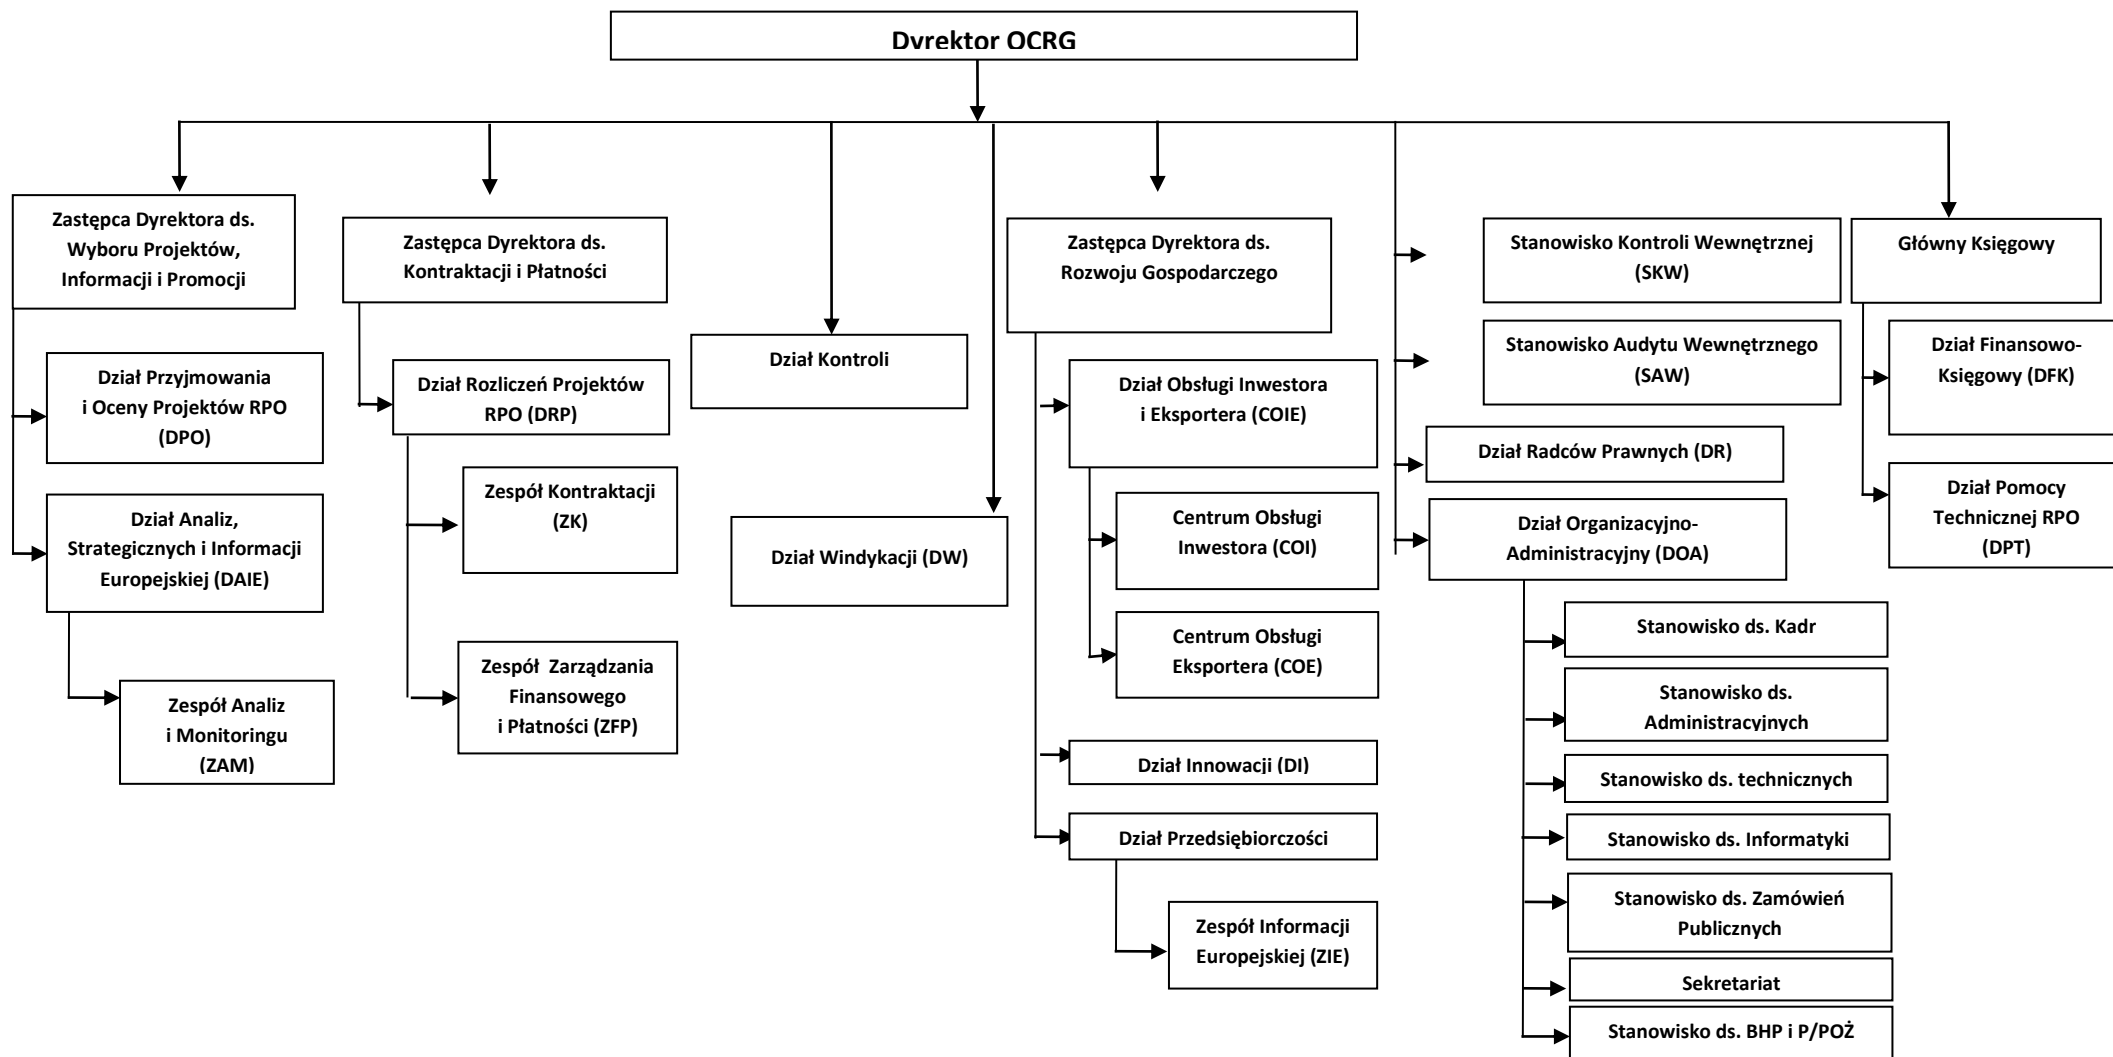 Dyrektor OCRG
Zastępca Dyrektora ds.
Wyboru Projektów,
Informacji i Promocji
Dział Przyjmowania
i Oceny Projektów RPO
(DPO)
Dział Analiz,
Strategicznych i Informacji
Europejskiej (DAIE)
Zespół Analiz
i Monitoringu
(ZAM)
Zastępca Dyrektora ds.
Kontraktacji i Płatności
Dział Rozliczeń Projektów
RPO (DRP)
Zespół Kontraktacji
(ZK)
Zespół Zarządzania
Finansowego
i Płatności (ZFP)
Dział Kontroli
Dział Windykacji (DW)
Zastępca Dyrektora ds.
Rozwoju Gospodarczego
Dział Obsługi Inwestora
i Eksportera (COIE)
Centrum Obsługi
Inwestora (COI)
Centrum Obsługi
Eksportera (COE)
Dział Innowacji (DI)
Dział Przedsiębiorczości
Zespół Informacji
Europejskiej (ZIE)
Stanowisko Kontroli Wewnętrznej
(SKW)
Stanowisko Audytu Wewnętrznego
(SAW)
Dział Radców Prawnych (DR)
Dział Organizacyjno-
Administracyjny (DOA)
Stanowisko ds. Kadr
Stanowisko ds.
Administracyjnych
Stanowisko ds. technicznych
Stanowisko ds. Informatyki
Stanowisko ds. Zamówień
Publicznych
Sekretariat
Stanowisko ds. BHP i P/POŻ
Główny Księgowy
Dział Finansowo-
Księgowy (DFK)
Dział Pomocy
Technicznej RPO
(DPT)